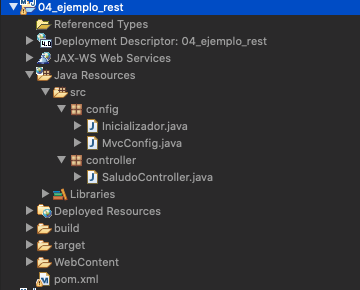 04_ejemplo_rest
Referenced Types
Deployment Descriptor: 04_ejemplo_rest
JAX-WS Web Services
Java Resources
src
config
Inicializador.java
MvcConfig.java
controller
SaludoController.java
Libraries
Deployed Resources
build
target
WebContent
pom.xml